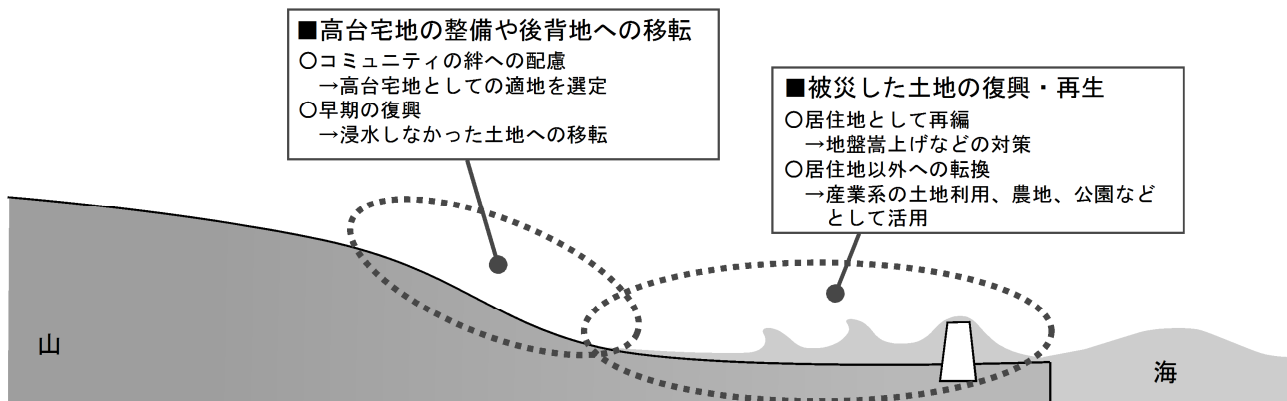 ■高台宅地の整備や後背地への移転
○コミュニティの絆への配慮
→高台宅地としての適地を選定
○早期の復興
→浸水しなかった土地への移転
■被災した土地の復興・再生
○居住地として再編
→地盤嵩上げなどの対策
○居住地以外への転換
→産業系の土地利用、農地、公園など
として活用
山
海